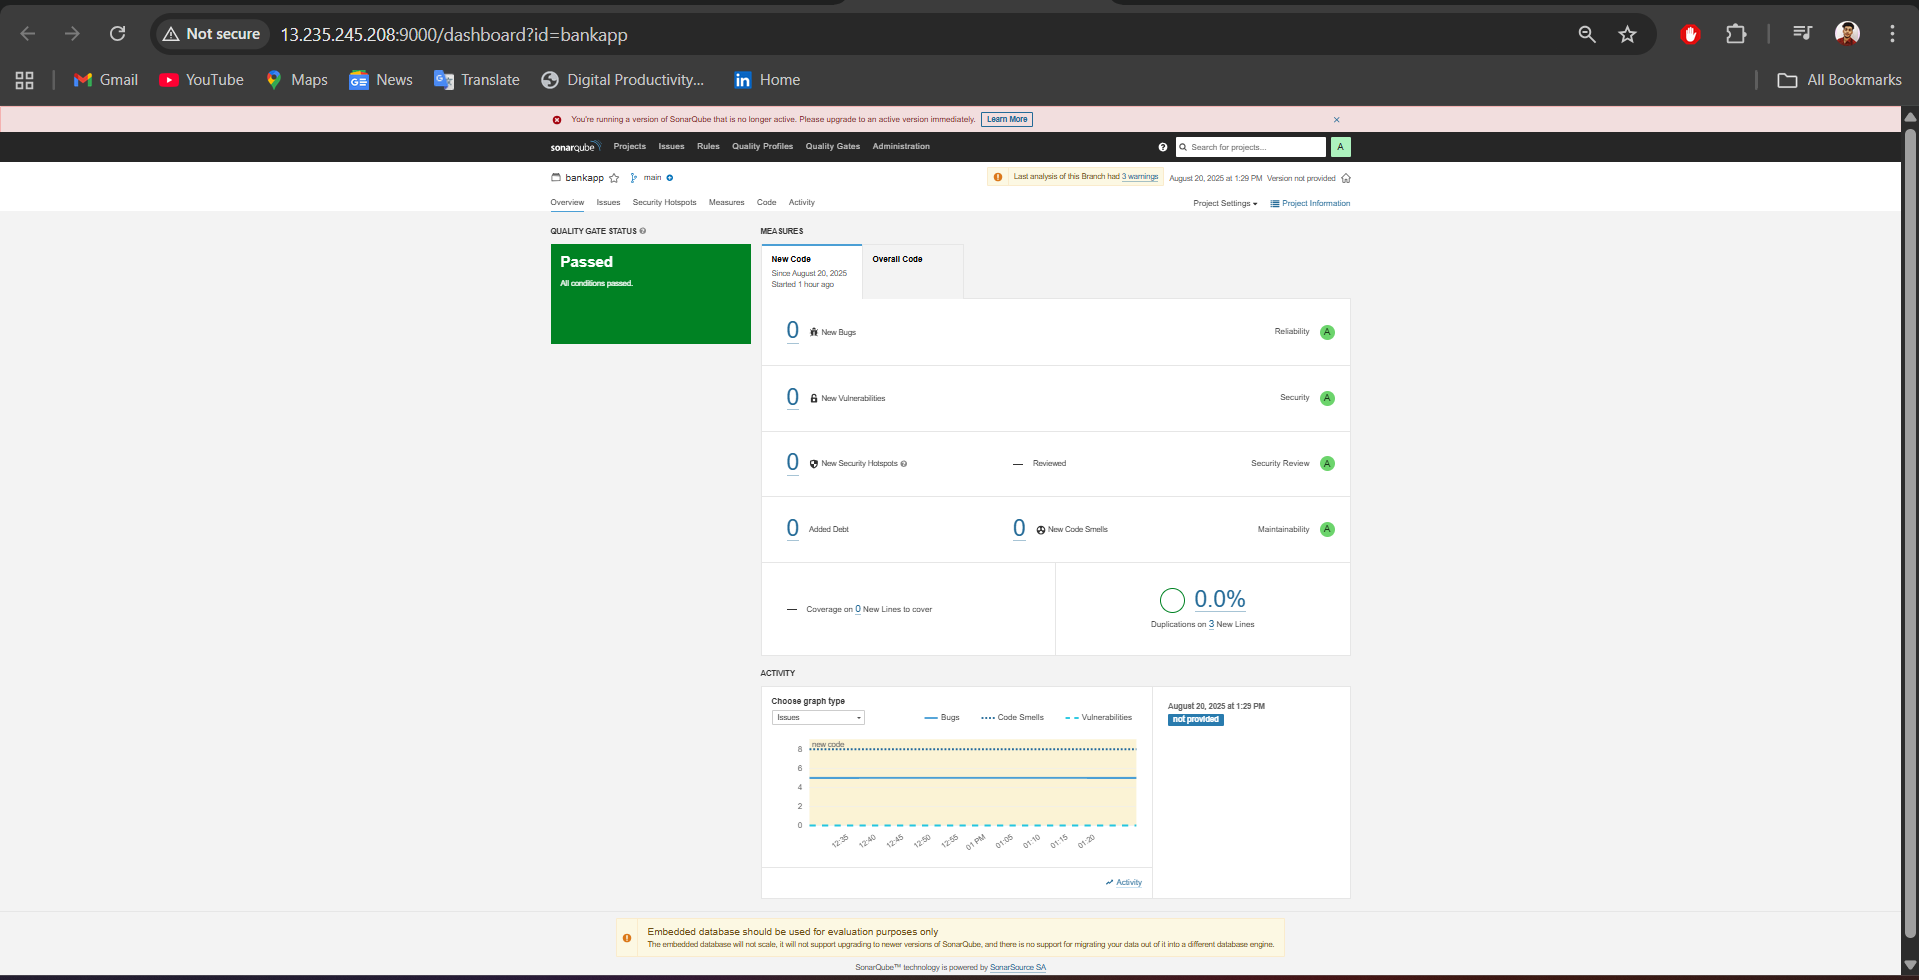 Not secure 13.235.245.208:9000/dashboard?id=bankapp
Gmail YouTube Maps News Translate Digital Productivity... Home All Bookmarks
You're running a version of SonarQube that is no longer active. Please upgrade to an active version immediately. Learn More
sonarqube Projects Issues Rules Quality Profiles Quality Gates Administration Search for projects... A
bankapp main Last analysis of this Branch had 3 warnings August 20, 2025 at 1:29 PM Version not provided
Overview Issues Security Hotspots Measures Code Activity Project Settings Project Information
QUALITY GATE STATUS
Passed
All conditions passed.
MEASURES
New Code
Since August 20, 2025
Started 1 hour ago
Overall Code
0 New Bugs Reliability A
0 New Vulnerabilities Security A
0 New Security Hotspots — Reviewed Security Review A
0 Added Debt 0 New Code Smells Maintainability A
— Coverage on 0 New Lines to cover
0.0%
Duplications on 3 New Lines
ACTIVITY
Choose graph type
Issues
Bugs Code Smells Vulnerabilities
new code
8
6
4
2
0
12:35 12:40 12:45 12:50 12:55 01 PM 01:05 01:10 01:15 01:20
Activity
August 20, 2025 at 1:29 PM
not provided
Embedded database should be used for evaluation purposes only
The embedded database will not scale, it will not support upgrading to newer versions of SonarQube, and there is no support for migrating your data out of it into a different database engine.
SonarQube™ technology is powered by SonarSource SA